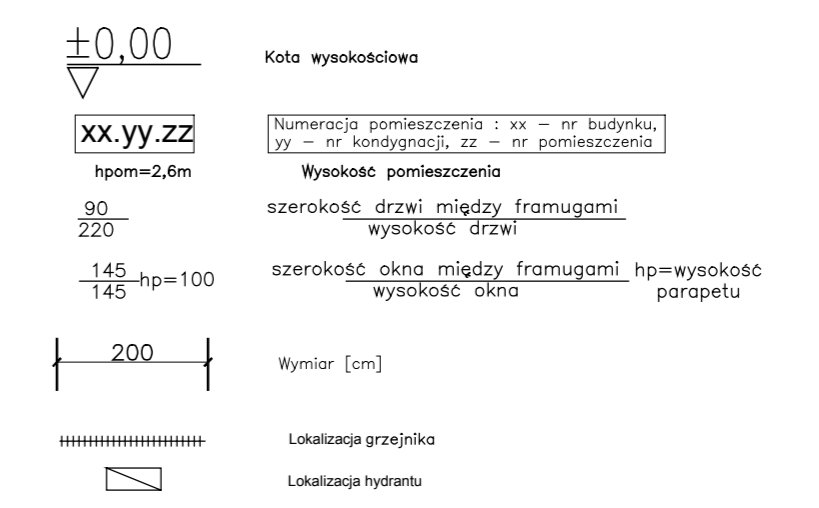 ±0,00
Kota wysokościowa
xx.yy.zz
Numeracja pomieszczenia : xx – nr budynku,
yy – nr kondygnacji, zz – nr pomieszczenia
hpom=2,6m
Wysokość pomieszczenia
90
220
szerokość drzwi między framugami
wysokość drzwi
145
145
hp=100
szerokość okna między framugami
wysokość okna
hp=wysokość
parapetu
200
Wymiar [cm]
Lokalizacja grzejnika
Lokalizacja hydrantu